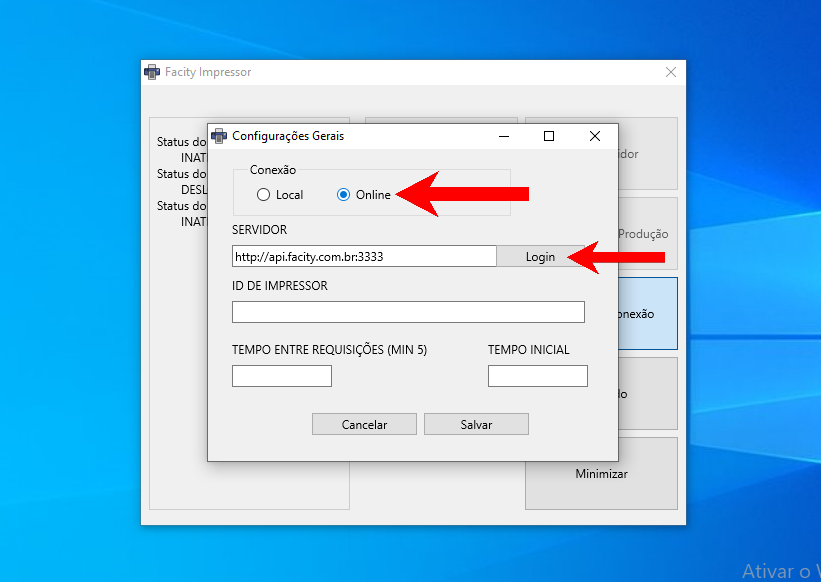 Facity Impressor
Configurações Gerais
Status do
INAT
Status do
DESL
Status do
INAT
Conexão
Local
Online
SERVIDOR
http://api.facity.com.br:3333
Login
ID DE IMPRESSOR
TEMPO ENTRE REQUISIÇÕES (MIN 5)
TEMPO INICIAL
Cancelar
Salvar
idor
Produção
onexão
lo
Minimizar
Ativar o